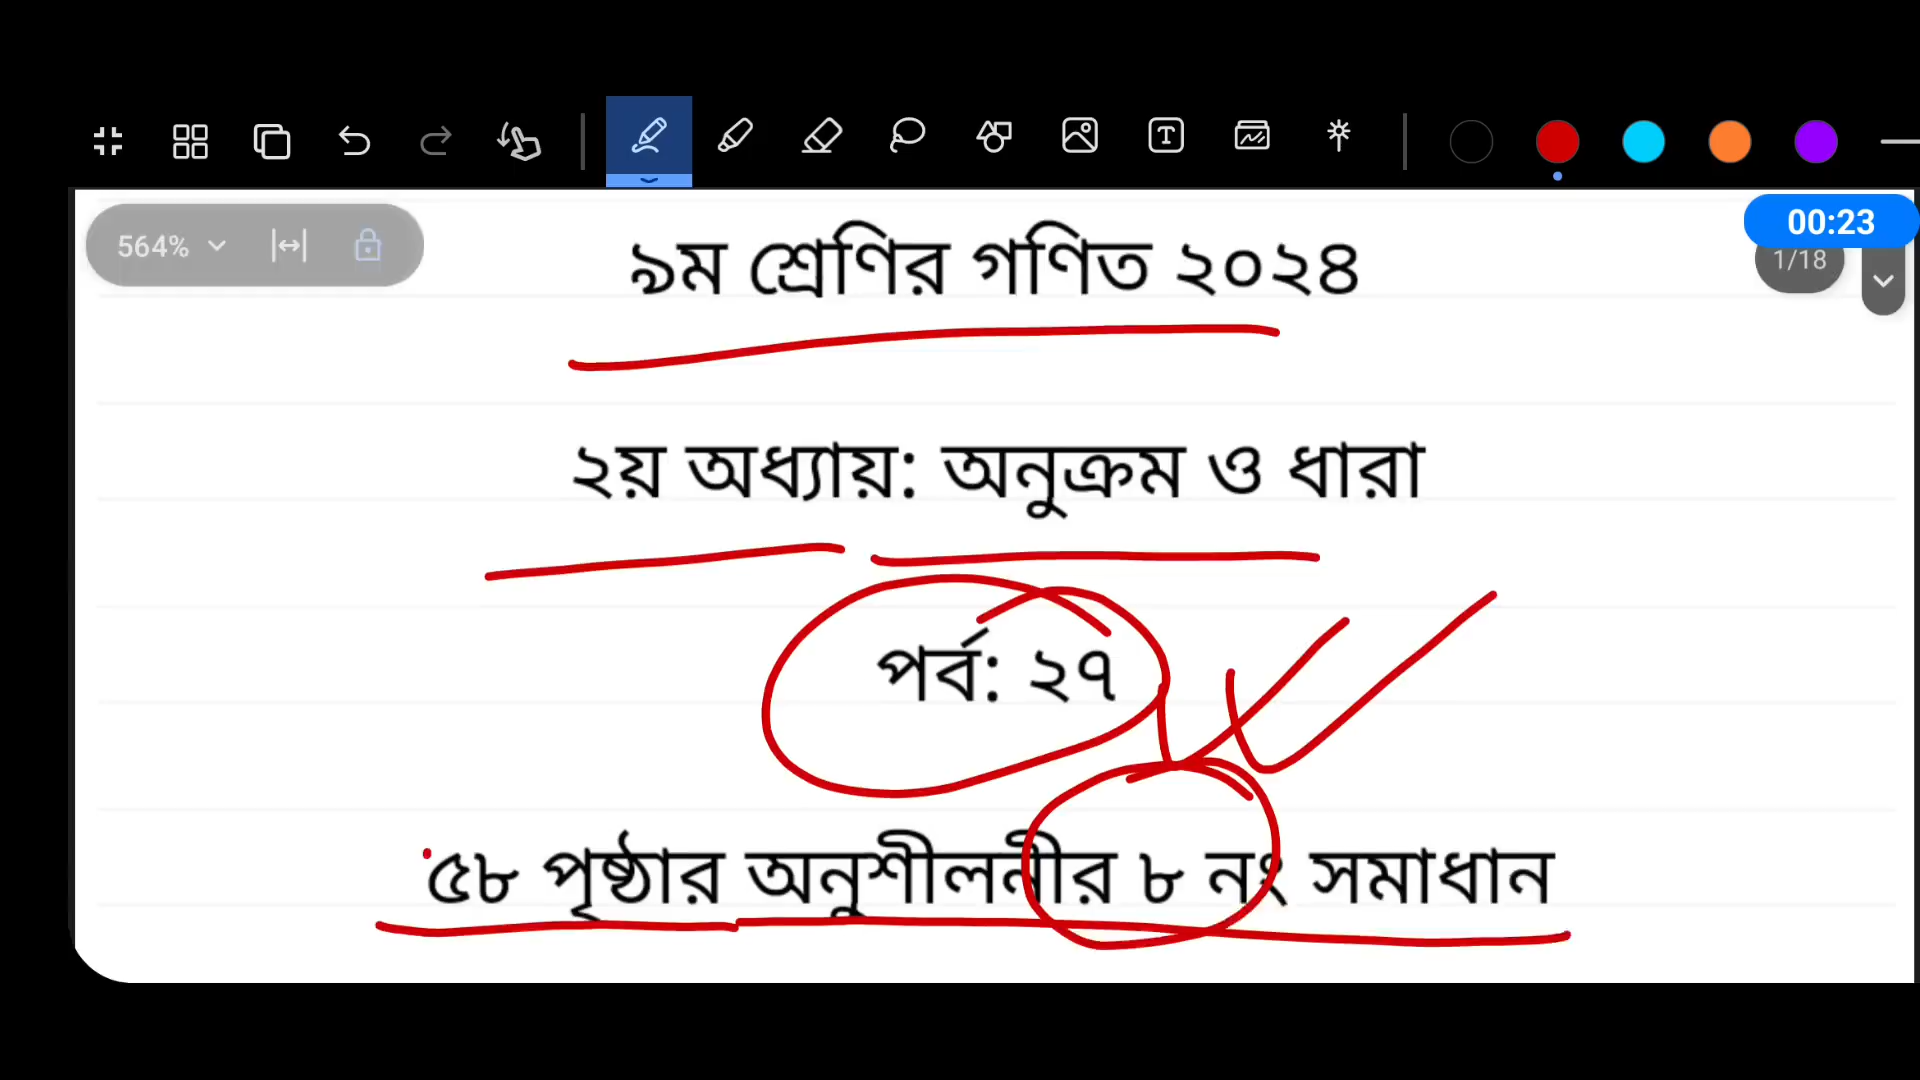 564%
00:23
1/18
৯ম শ্রেণির গণিত ২০২৪
২য় অধ্যায়: অনুক্রম ও ধারা
পর্ব: ২৭
৫৮ পৃষ্ঠার অনুশীলনীর ৮ নং সমাধান